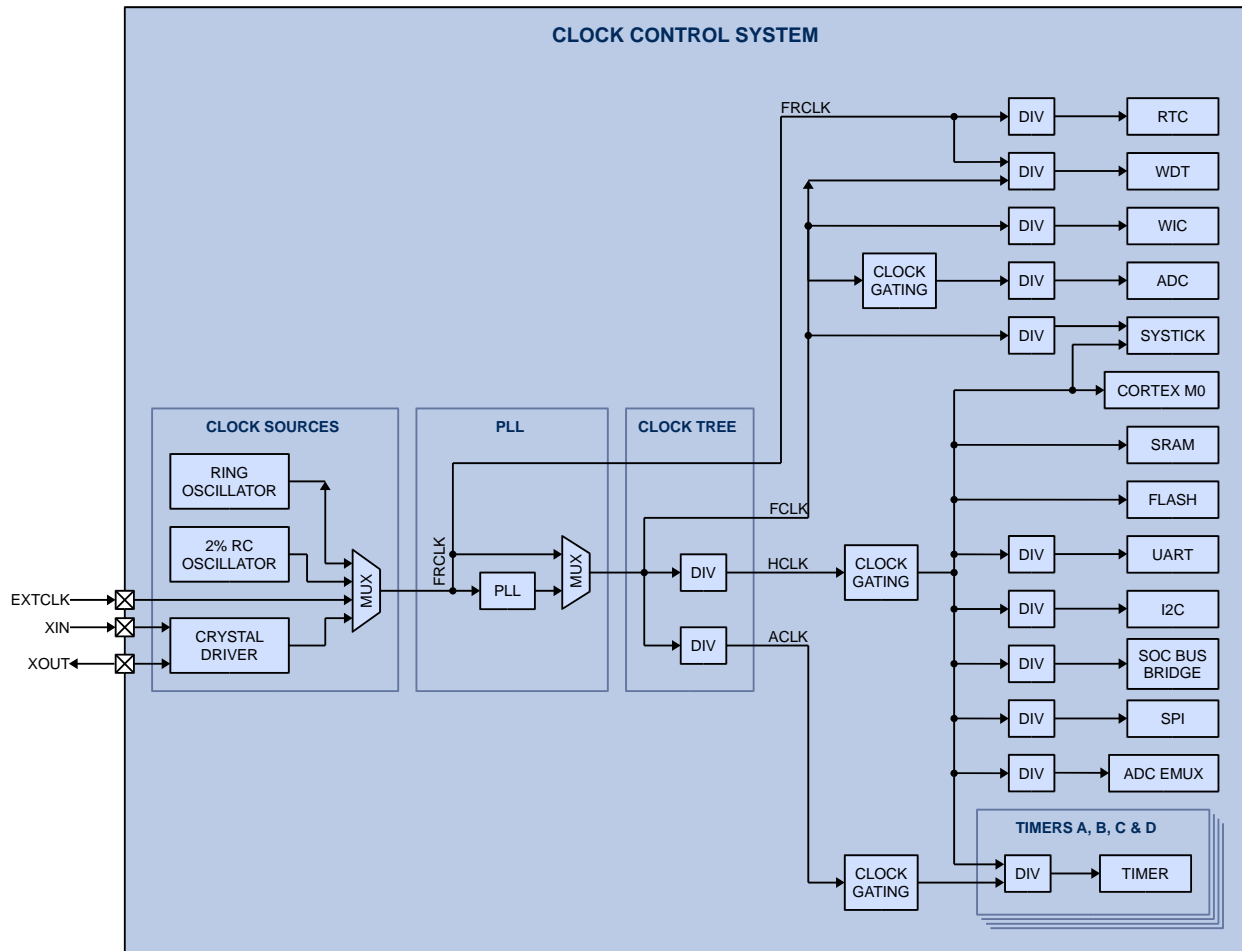 CLOCK CONTROL SYSTEM
FRCLK
DIV
RTC
DIV
WDT
DIV
WIC
CLOCK
GATING
DIV
ADC
DIV
SYSTICK
CORTEX M0
CLOCK SOURCES
PLL
CLOCK TREE
SRAM
RING
OSCILLATOR
FLASH
FCLK
2% RC
OSCILLATOR
MUX
FRCLK
PLL
MUX
DIV
HCLK
CLOCK
GATING
DIV
UART
EXTCLK
DIV
I2C
XIN
CRYSTAL
DRIVER
XOUT
DIV
ACLK
DIV
SOC BUS
BRIDGE
DIV
SPI
DIV
ADC EMUX
TIMERS A, B, C & D
CLOCK
GATING
DIV
TIMER